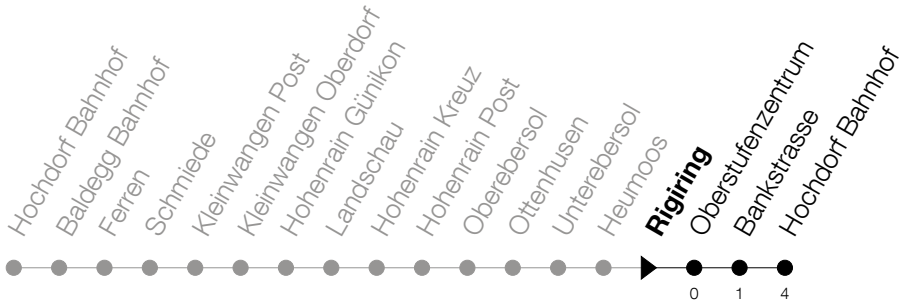 Hochdorf Bahnhof
Baldegg Bahnhof
Ferren
Schmiede
Kleinwangen Post
Kleinwangen Oberdorf
Hohenrain Günikon
Landschau
Hohenrain Kreuz
Hohenrain Post
Oberebersol
Ottenhusen
Unterebersol
Heumoos
Rigiring
Oberstufenzentrum
Bankstrasse
Hochdorf Bahnhof
0 1 4